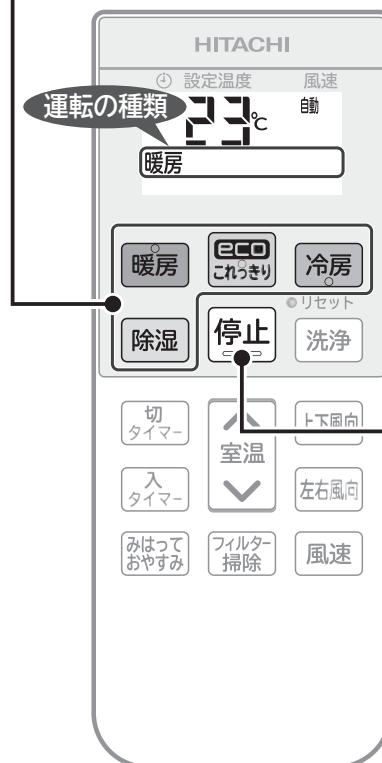 HITACHI
設定温度 風速
運転の種類
23℃ 自動
暖房
暖房 eco これっきり 冷房
リセット
除湿 停止 洗浄
切タイマー 上下風向
室温
入タイマー 左右風向
みはっておやすみ フィルター掃除 風速